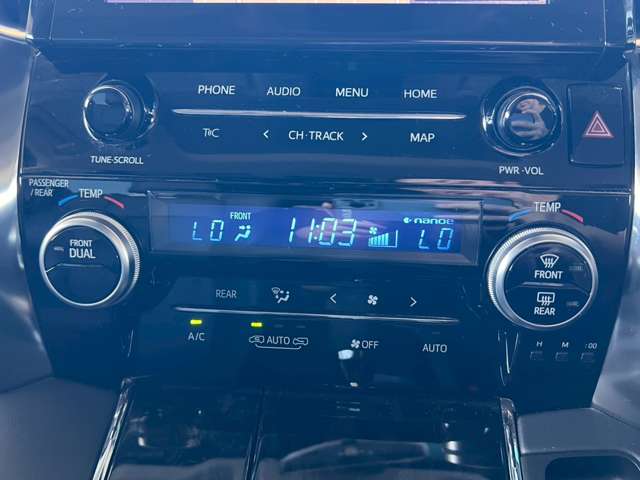 PHONE AUDIO MENU HOME
T CH·TRACK MAP
TUNE·SCROLL
PWR·VOL
PASSENGER
/REAR
TEMP
TEMP
FRONT
LO 11:03 nanoe LO
FRONT
DUAL
FRONT
REAR
REAR
A/C AUTO OFF AUTO
H M :00